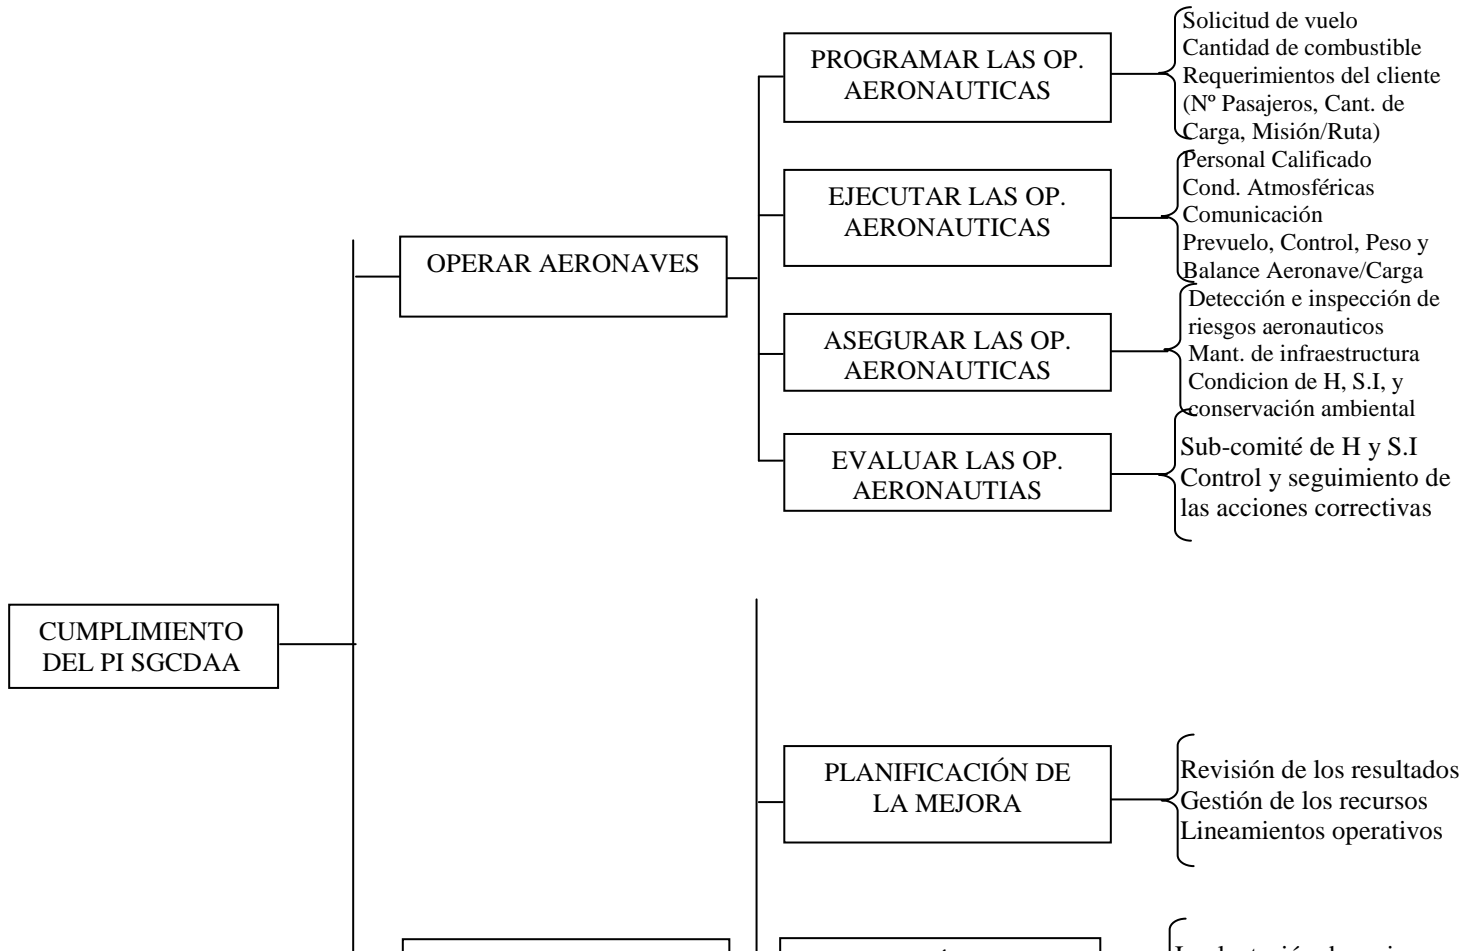 PROGRAMAR LAS OP.
AERONAUTICAS
Solicitud de vuelo
Cantidad de combustible
Requerimientos del cliente
(Nº Pasajeros, Cant. de
Carga, Misión/Ruta)
EJECUTAR LAS OP.
AERONAUTICAS
Personal Calificado
Cond. Atmosféricas
Comunicación
Prevuelo, Control, Peso y
Balance Aeronave/Carga
OPERAR AERONAVES
ASEGURAR LAS OP.
AERONAUTICAS
Detección e inspección de
riesgos aeronauticos
Mant. de infraestructura
Condicion de H, S.I, y
conservación ambiental
EVALUAR LAS OP.
AERONAUTIAS
Sub-comité de H y S.I
Control y seguimiento de
las acciones correctivas
CUMPLIMIENTO
DEL PI SGCDAA
PLANIFICACIÓN DE
LA MEJORA
Revisión de los resultados
Gestión de los recursos
Lineamientos operativos